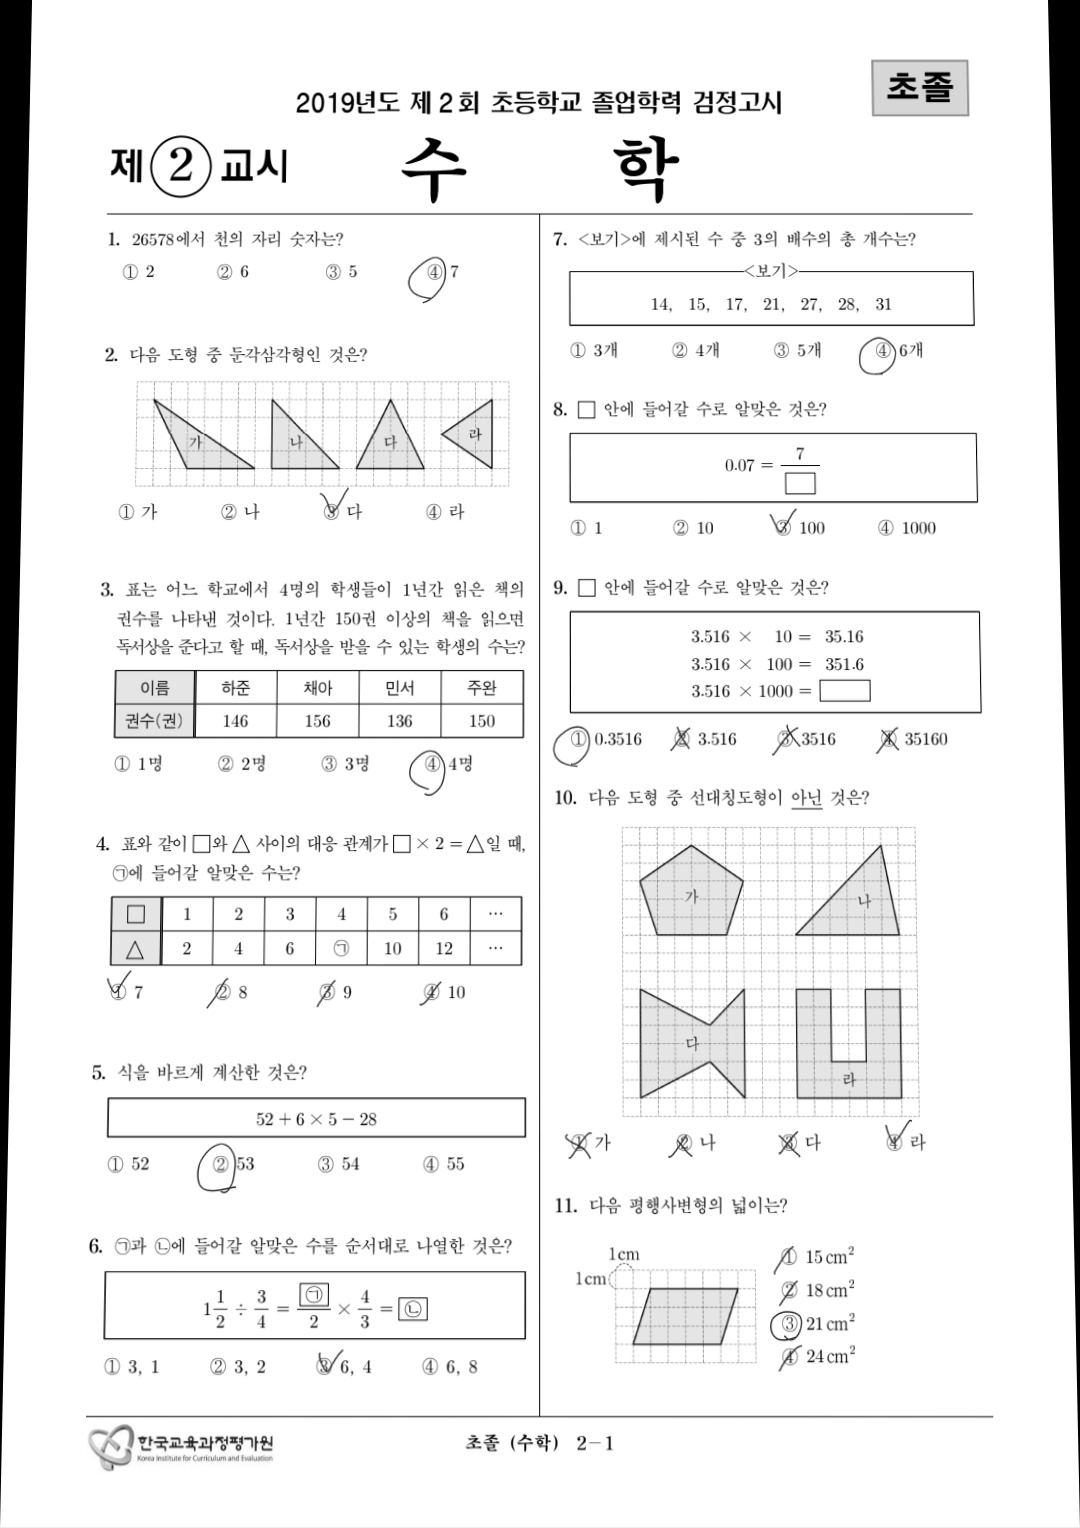 초졸
2019년도 제 2 회 초등학교 졸업학력 검정고시
제 2 교시 수 학
1. 26578에서 천의 자리 숫자는?
① 2 ② 6 ③ 5 ④ 7
2. 다음 도형 중 둔각삼각형인 것은?
가 나 다 라
① 가 ② 나 ③ 다 ④ 라
3. 표는 어느 학교에서 4명의 학생들이 1년간 읽은 책의
권수를 나타낸 것이다. 1년간 150권 이상의 책을 읽으면
독서상을 준다고 할 때, 독서상을 받을 수 있는 학생의 수는?
이름 하준 채아 민서 주완
권수(권) 146 156 136 150
① 1명 ② 2명 ③ 3명 ④ 4명
4. 표와 같이 □와 △ 사이의 대응 관계가 □ × 2 = △일 때,
㉠에 들어갈 알맞은 수는?
□ 1 2 3 4 5 6 ⋯
△ 2 4 6 ㉠ 10 12 ⋯
① 7 ② 8 ③ 9 ④ 10
5. 식을 바르게 계산한 것은?
52 + 6 × 5 − 28
① 52 ② 53 ③ 54 ④ 55
6. ㉠과 ㉡에 들어갈 알맞은 수를 순서대로 나열한 것은?
1 1/2 ÷ 3/4 = ㉠/2 × 4/3 = ㉡
① 3, 1 ② 3, 2 ③ 6, 4 ④ 6, 8
7. <보기>에 제시된 수 중 3의 배수의 총 개수는?
<보기>
14, 15, 17, 21, 27, 28, 31
① 3개 ② 4개 ③ 5개 ④ 6개
8. □ 안에 들어갈 수로 알맞은 것은?
0.07 = 7/□
① 1 ② 10 ③ 100 ④ 1000
9. □ 안에 들어갈 수로 알맞은 것은?
3.516 × 10 = 35.16
3.516 × 100 = 351.6
3.516 × 1000 = □
① 0.3516 ② 3.516 ③ 3516 ④ 35160
10. 다음 도형 중 선대칭도형이 아닌 것은?
가 나
다 라
① 가 ② 나 ③ 다 ④ 라
11. 다음 평행사변형의 넓이는?
1cm
1cm
① 15 cm²
② 18 cm²
③ 21 cm²
④ 24 cm²
한국교육과정평가원
Korea Institute for Curriculum and Evaluation
초졸 (수학) 2−1